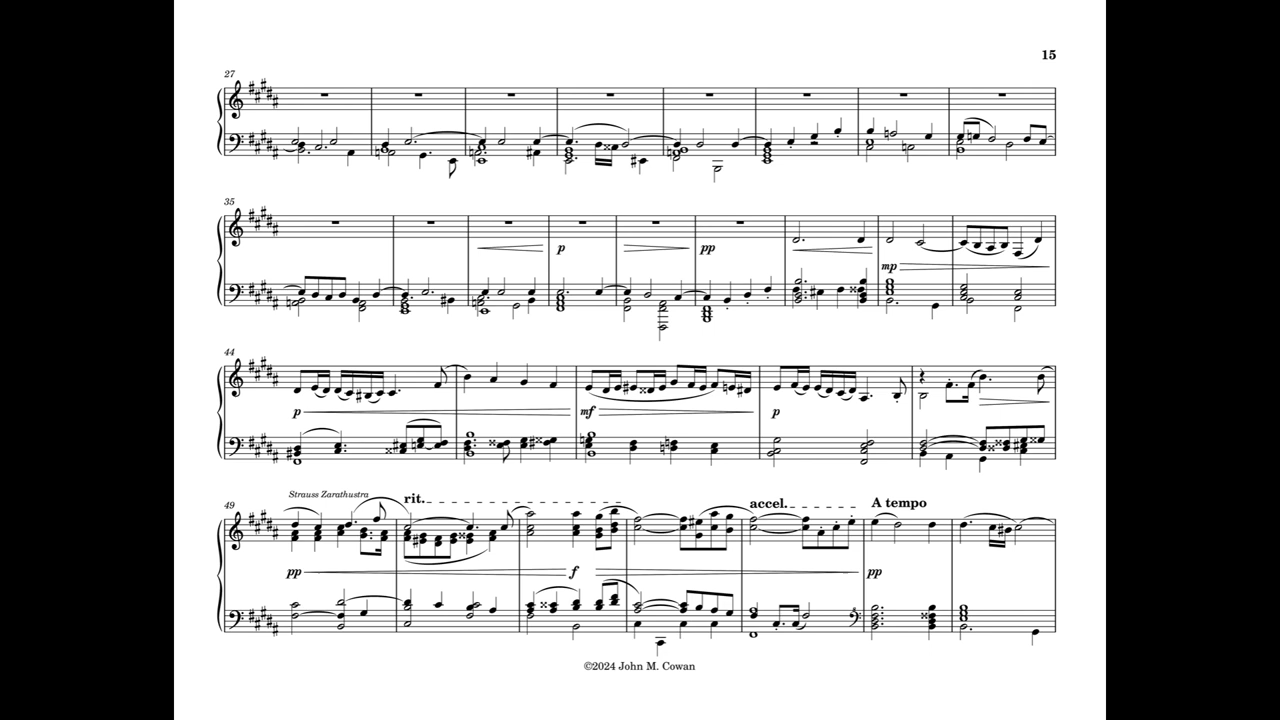 15
27
35
p
pp
mp
44
p
mf
p
49
Strauss Zarathustra
rit.
accel.
A tempo
pp
f
pp
©2024 John M. Cowan